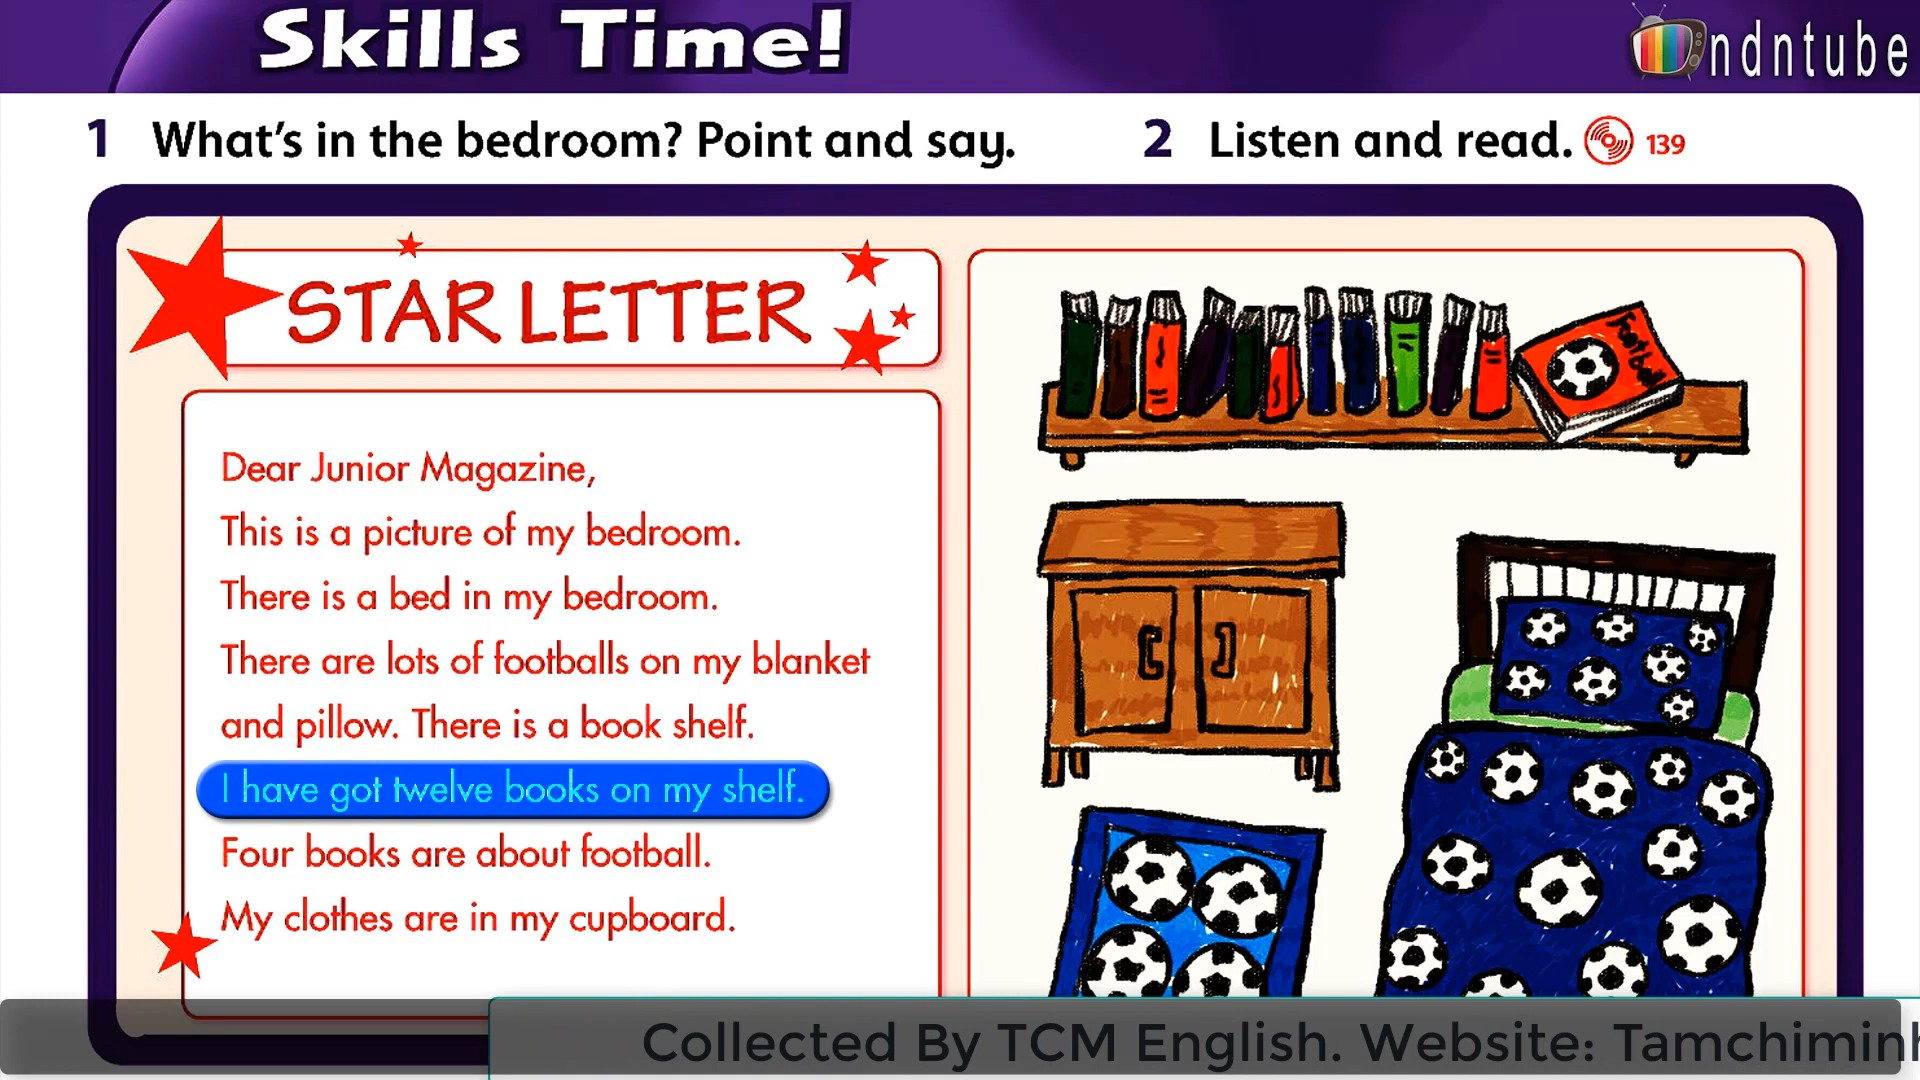 Skills Time!
ndntube
1 What's in the bedroom? Point and say.
2 Listen and read. 139
STAR LETTER
Dear Junior Magazine,
This is a picture of my bedroom.
There is a bed in my bedroom.
There are lots of footballs on my blanket
and pillow. There is a book shelf.
I have got twelve books on my shelf.
Four books are about football.
My clothes are in my cupboard.
football
Collected By TCM English. Website: Tamchiminh